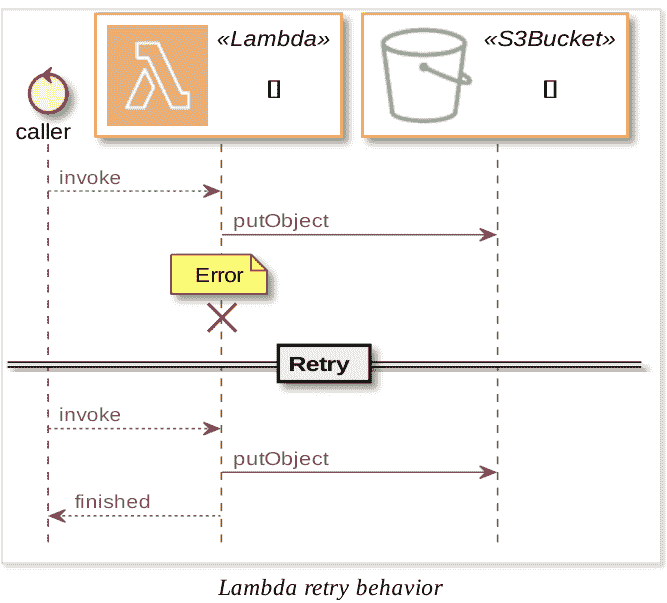 «Lambda»
[]
«S3Bucket»
[]
caller
invoke
putObject
Error
Retry
invoke
putObject
finished
Lambda retry behavior